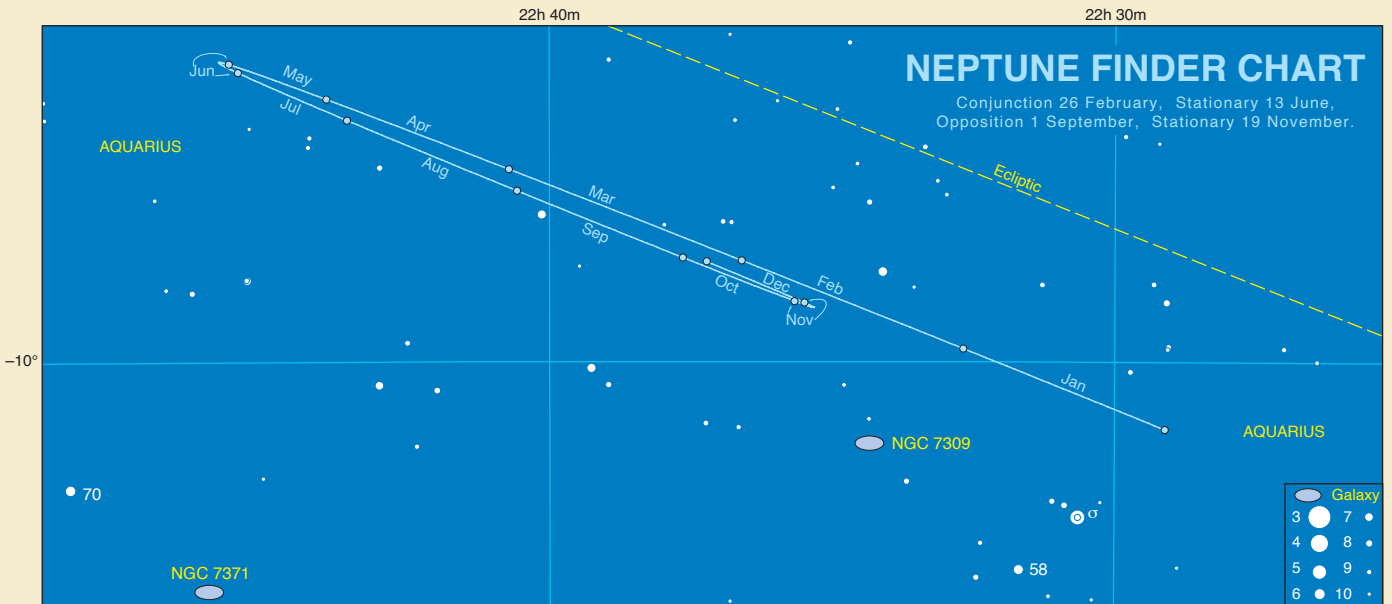 22h 40m
22h 30m
NEPTUNE FINDER CHART
Conjunction 26 February, Stationary 13 June,
Opposition 1 September, Stationary 19 November.
Jun
May
Jul
Apr
AQUARIUS
Aug
Mar
Ecliptic
Sep
Oct
Dec
Feb
Nov
–10°
Jan
AQUARIUS
NGC 7309
70
σ
58
NGC 7371
Galaxy
3 7
4 8
5 9
6 10